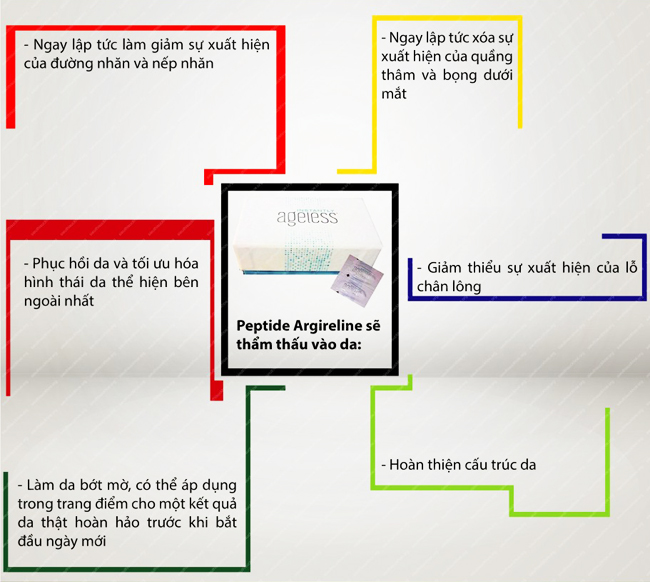 - Ngay lập tức làm giảm sự xuất hiện
của đường nhăn và nếp nhăn
- Ngay lập tức xóa sự
xuất hiện của quầng
thâm và bọng dưới
mắt
ageless
Peptide Argireline sẽ
thẩm thấu vào da:
- Phục hồi da và tối ưu hóa
hình thái da thể hiện bên
ngoài nhất
- Giảm thiểu sự xuất hiện của lỗ
chân lông
- Làm da bớt mờ, có thể áp dụng
trong trang điểm cho một kết quả
da thật hoàn hảo trước khi bắt
đầu ngày mới
- Hoàn thiện cấu trúc da